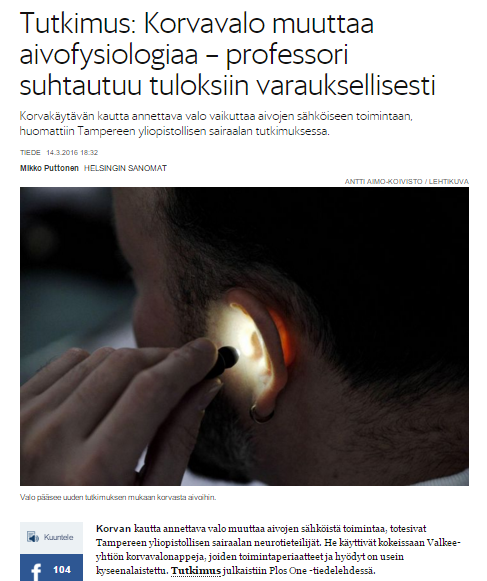 Tutkimus: Korvavalo muuttaa
aivofysiologiaa – professori
suhtautuu tuloksiin varauksellisesti
Korvakäytävän kautta annettava valo vaikuttaa aivojen sähköiseen toimintaan,
huomattiin Tampereen yliopistollisen sairaalan tutkimuksessa.
TIEDE 14.3.2016 18:32
Mikko Puttonen HELSINGIN SANOMAT
ANTTI AIMO-KOIVISTO / LEHTIKUVA
Valo pääsee uuden tutkimuksen mukaan korvasta aivoihin.
Kuuntele
f 104
Korvan kautta annettava valo muuttaa aivojen sähköistä toimintaa, totesivat
Tampereen yliopistollisen sairaalan neurotieteilijät. He käyttivät kokeissaan Valkee-
yhtiön korvavalonappeja, joiden toimintaperiaatteet ja hyödyt on usein
kyseenalaistettu. Tutkimus julkaistiin Plos One -tiedelehdessä.